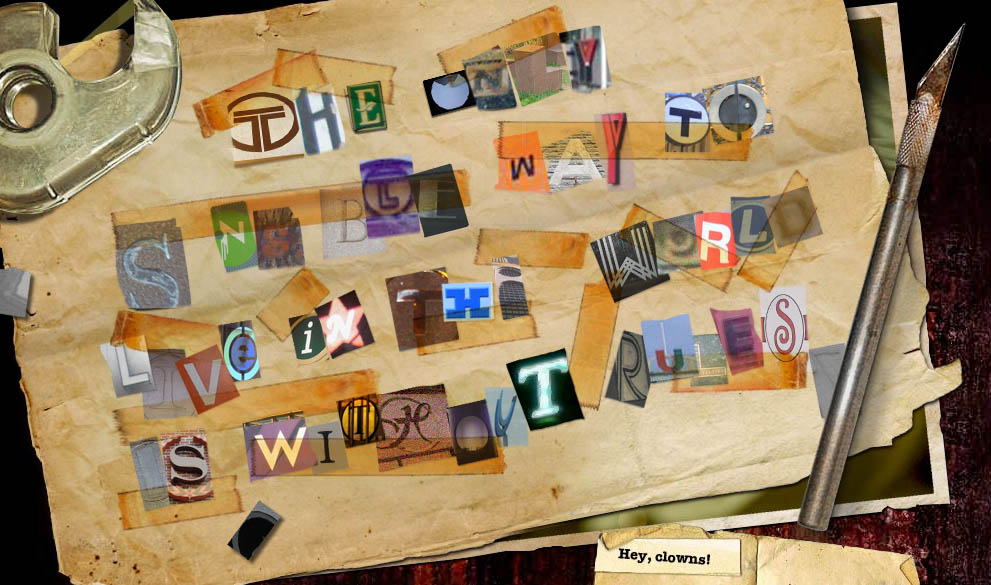 THE ONLY
SENSIBLE WAY TO
LIVE IN THIS WORLD
IS WITHOUT RULES
Hey, clowns!